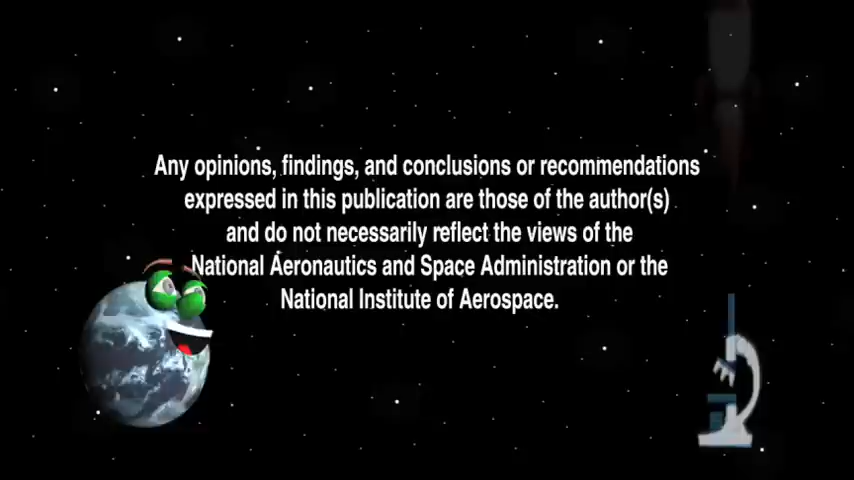 Any opinions, findings, and conclusions or recommendations
expressed in this publication are those of the author(s)
and do not necessarily reflect the views of the
National Aeronautics and Space Administration or the
National Institute of Aerospace.